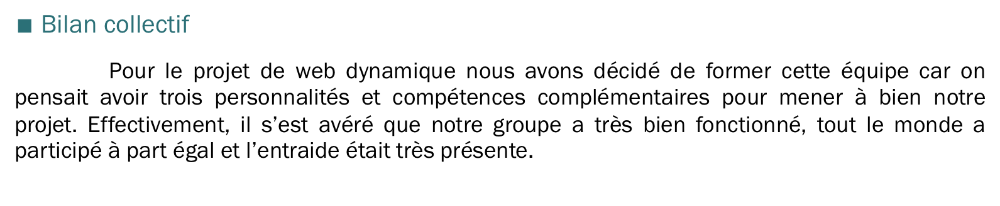 ▪ Bilan collectif
Pour le projet de web dynamique nous avons décidé de former cette équipe car on
pensait avoir trois personnalités et compétences complémentaires pour mener à bien notre
projet. Effectivement, il s’est avéré que notre groupe a très bien fonctionné, tout le monde a
participé à part égal et l’entraide était très présente.